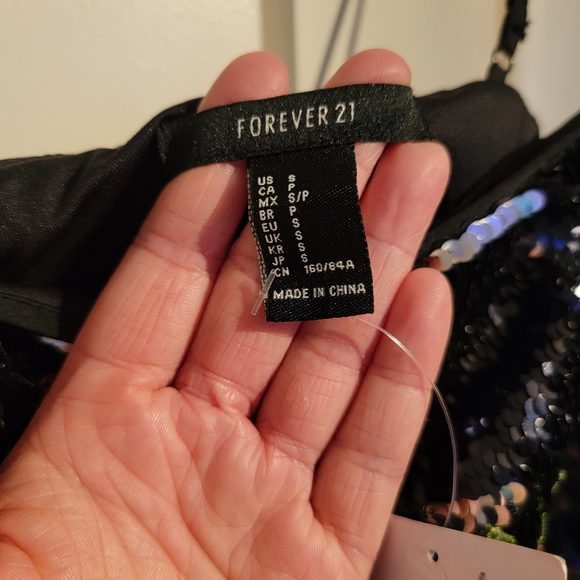 FOREVER 21
US S
CA P
MX S/P
BR P
EU S
UK S
KR S
JP S
CN 160/84A
MADE IN CHINA